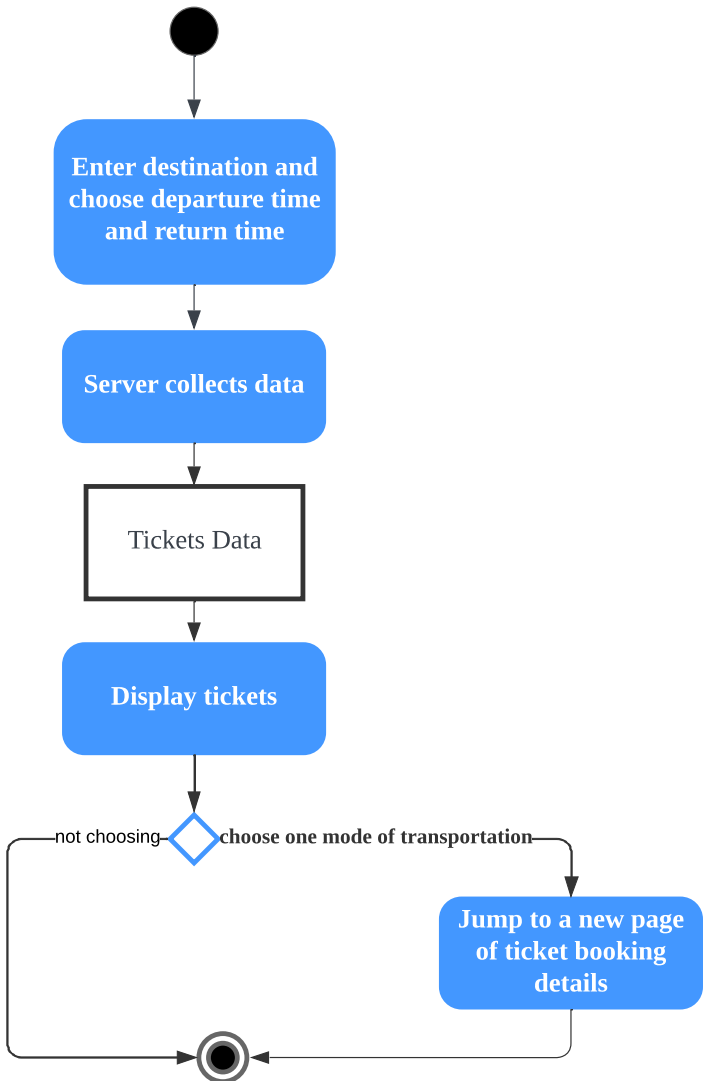 Enter destination and
choose departure time
and return time
Server collects data
Tickets Data
Display tickets
not choosing
choose one mode of transportation
Jump to a new page
of ticket booking
details